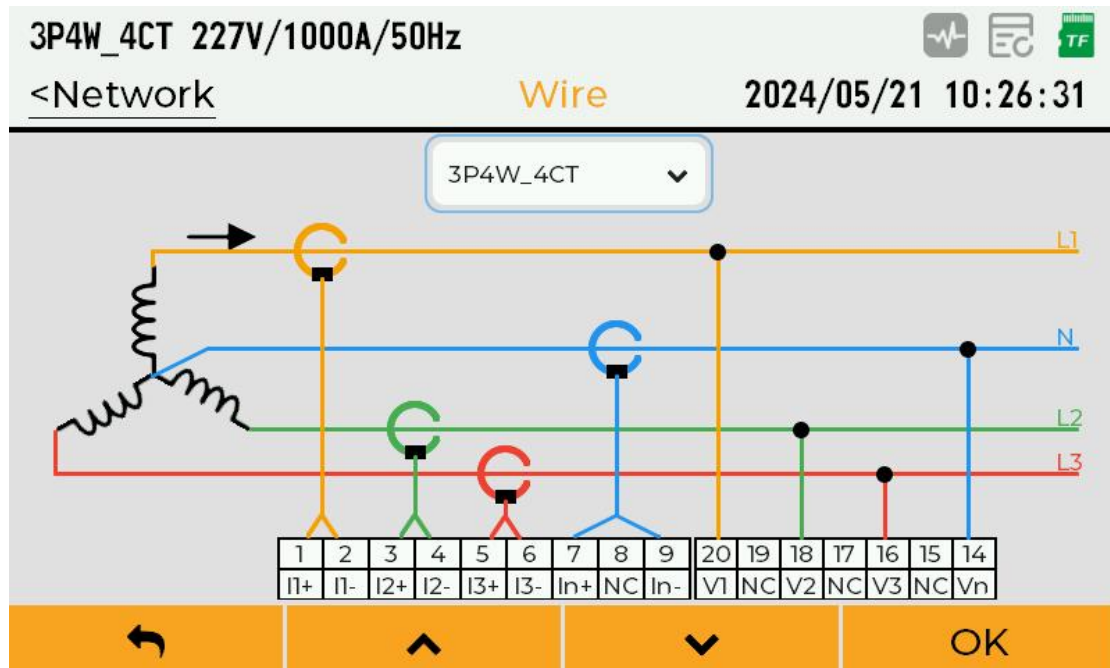 3P4W_4CT 227V/1000A/50Hz
TF
<Network
Wire
2024/05/21 10:26:31
3P4W_4CT
L1
N
L2
L3
1 2 3 4 5 6 7 8 9 20 19 18 17 16 15 14
I1+ I1- I2+ I2- I3+ I3- In+ NC In- V1 NC V2 NC V3 NC Vn
OK